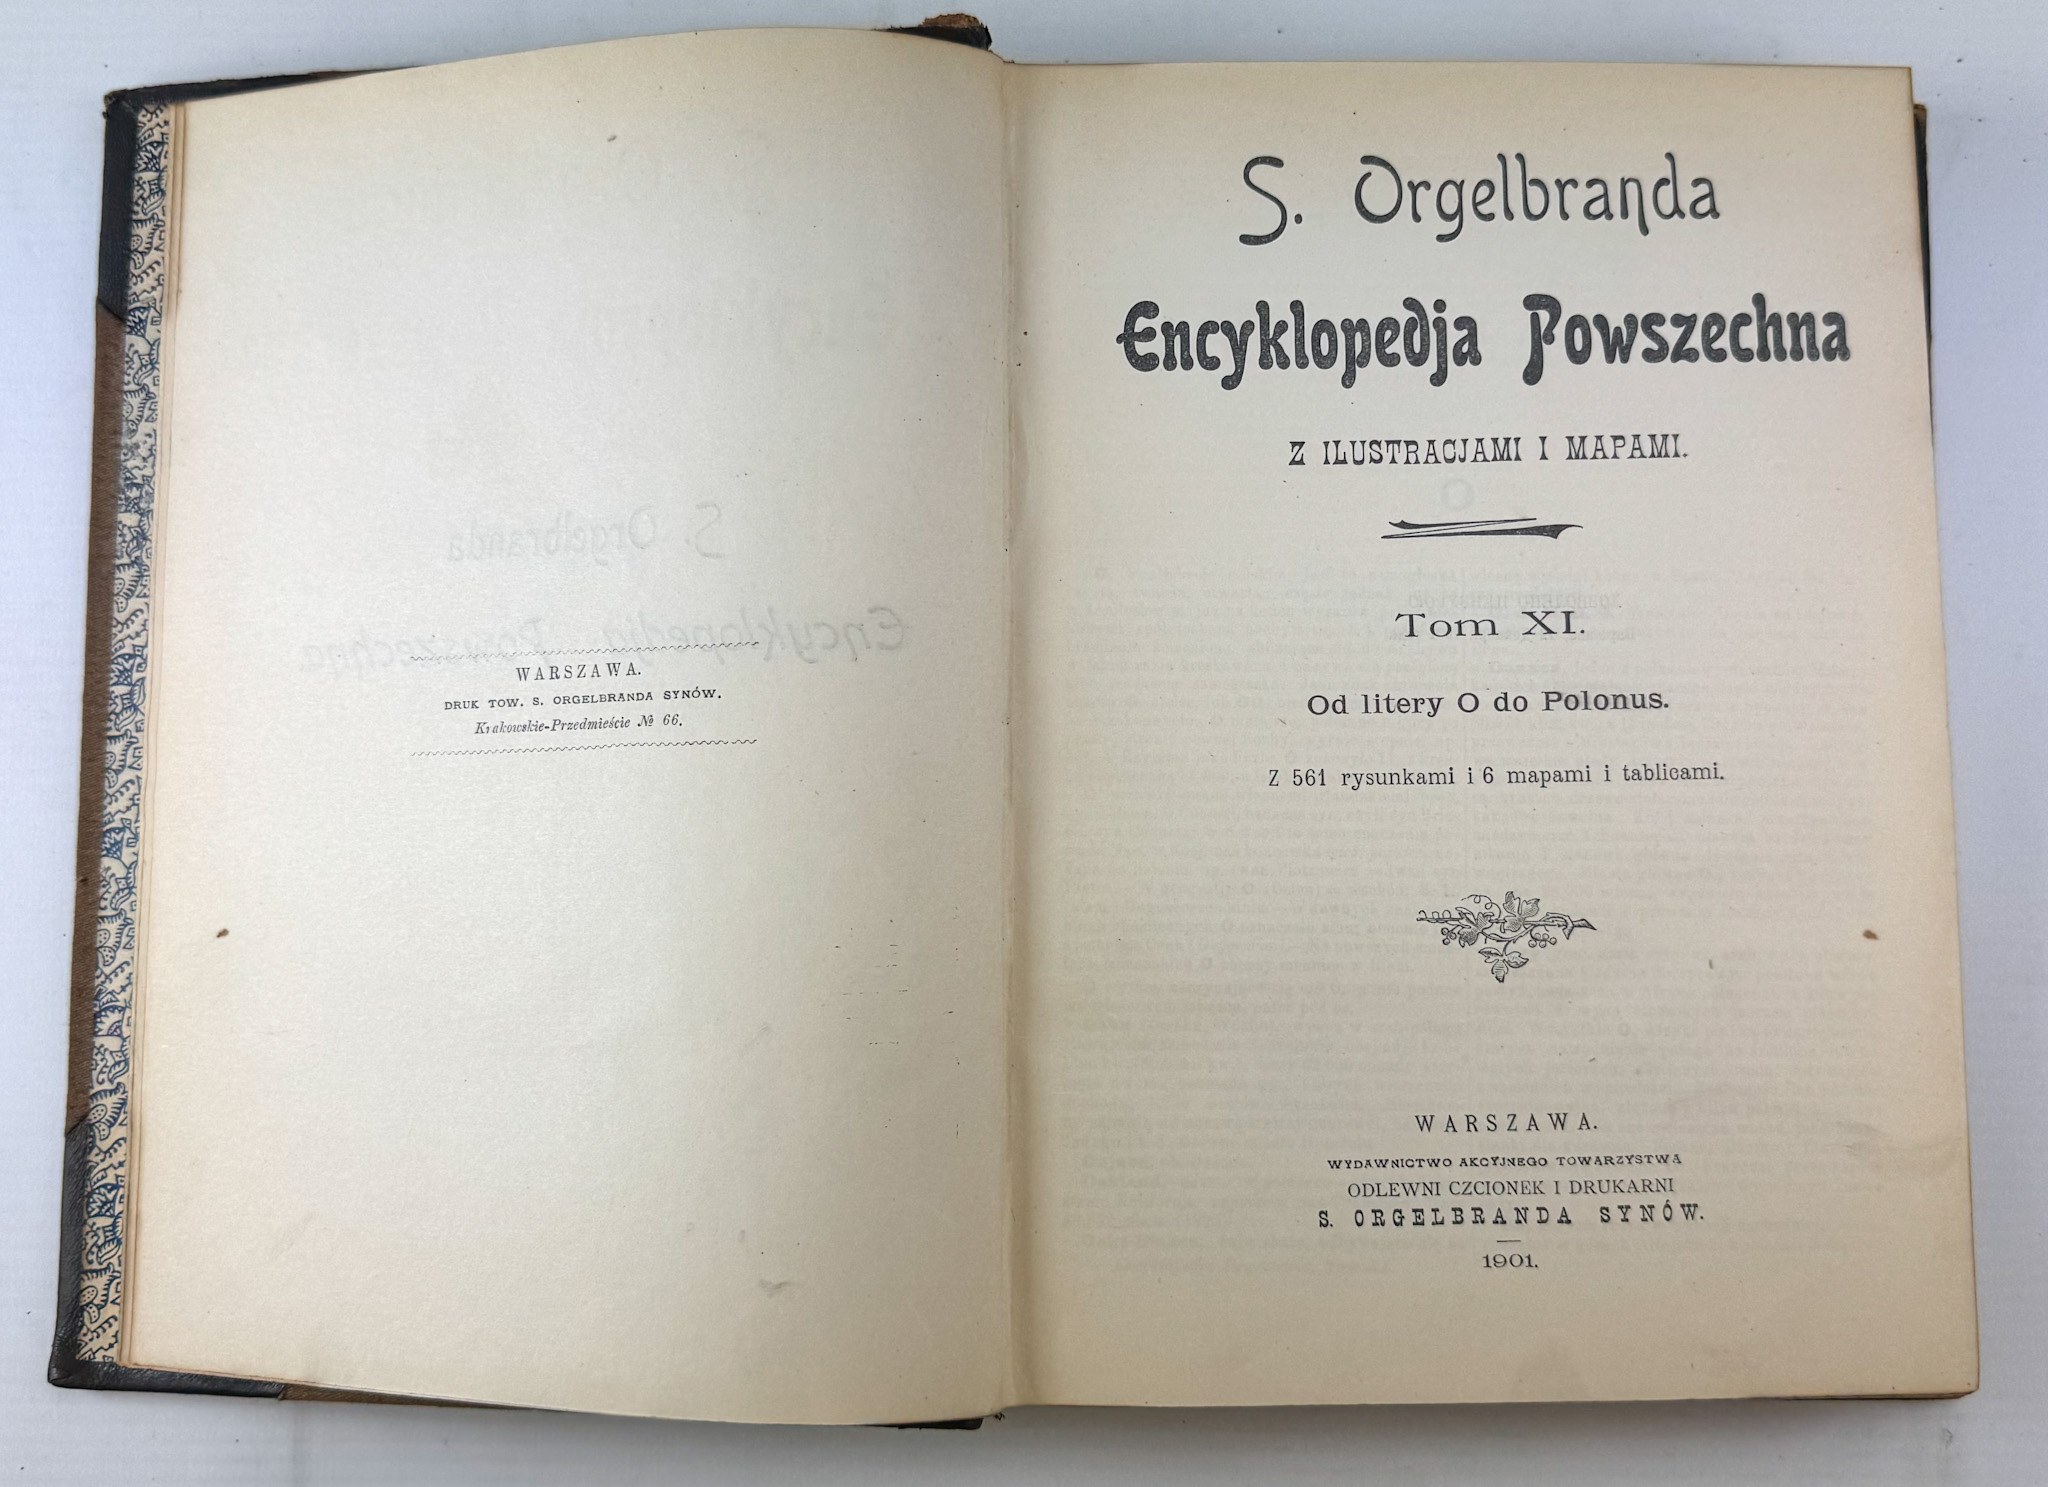 WARSZAWA.
DRUK TOW. S. ORGELBRANDA SYNÓW.
Krakowskie-Przedmieście № 66.
S. Orgelbranda
Encyklopedja Powszechna
Z ILUSTRACJAMI I MAPAMI.
Tom XI.
Od litery O do Polonus.
Z 561 rysunkami i 6 mapami i tablicami.
WARSZAWA.
WYDAWNICTWO AKCYJNEGO TOWARZYSTWA
ODLEWNI CZCIONEK I DRUKARNI
S. ORGELBRANDA SYNÓW.
1901.